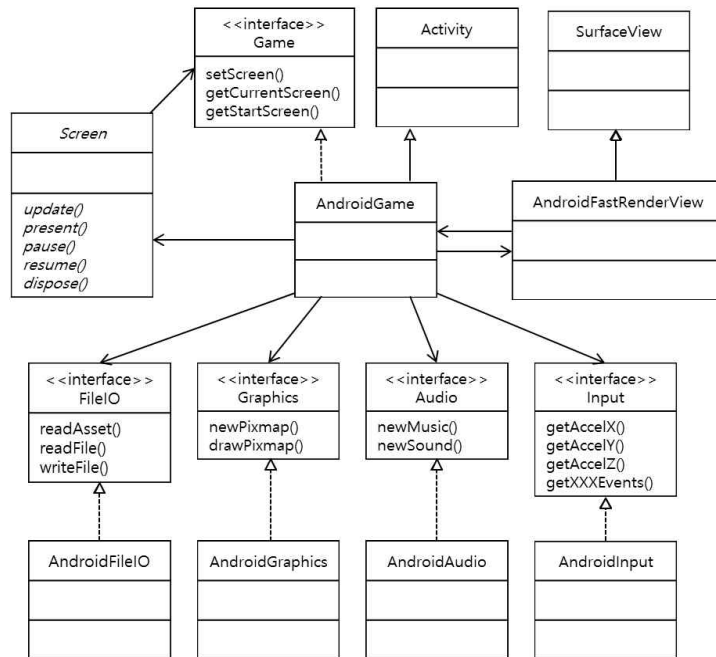 <<interface>>
Game
setScreen()
getCurrentScreen()
getStartScreen()
Activity
SurfaceView
Screen
update()
present()
pause()
resume()
dispose()
AndroidGame
AndroidFastRenderView
<<interface>>
FileIO
readAsset()
readFile()
writeFile()
<<interface>>
Graphics
newPixmap()
drawPixmap()
<<interface>>
Audio
newMusic()
newSound()
<<interface>>
Input
getAccelX()
getAccelY()
getAccelZ()
getXXXEvents()
AndroidFileIO
AndroidGraphics
AndroidAudio
AndroidInput